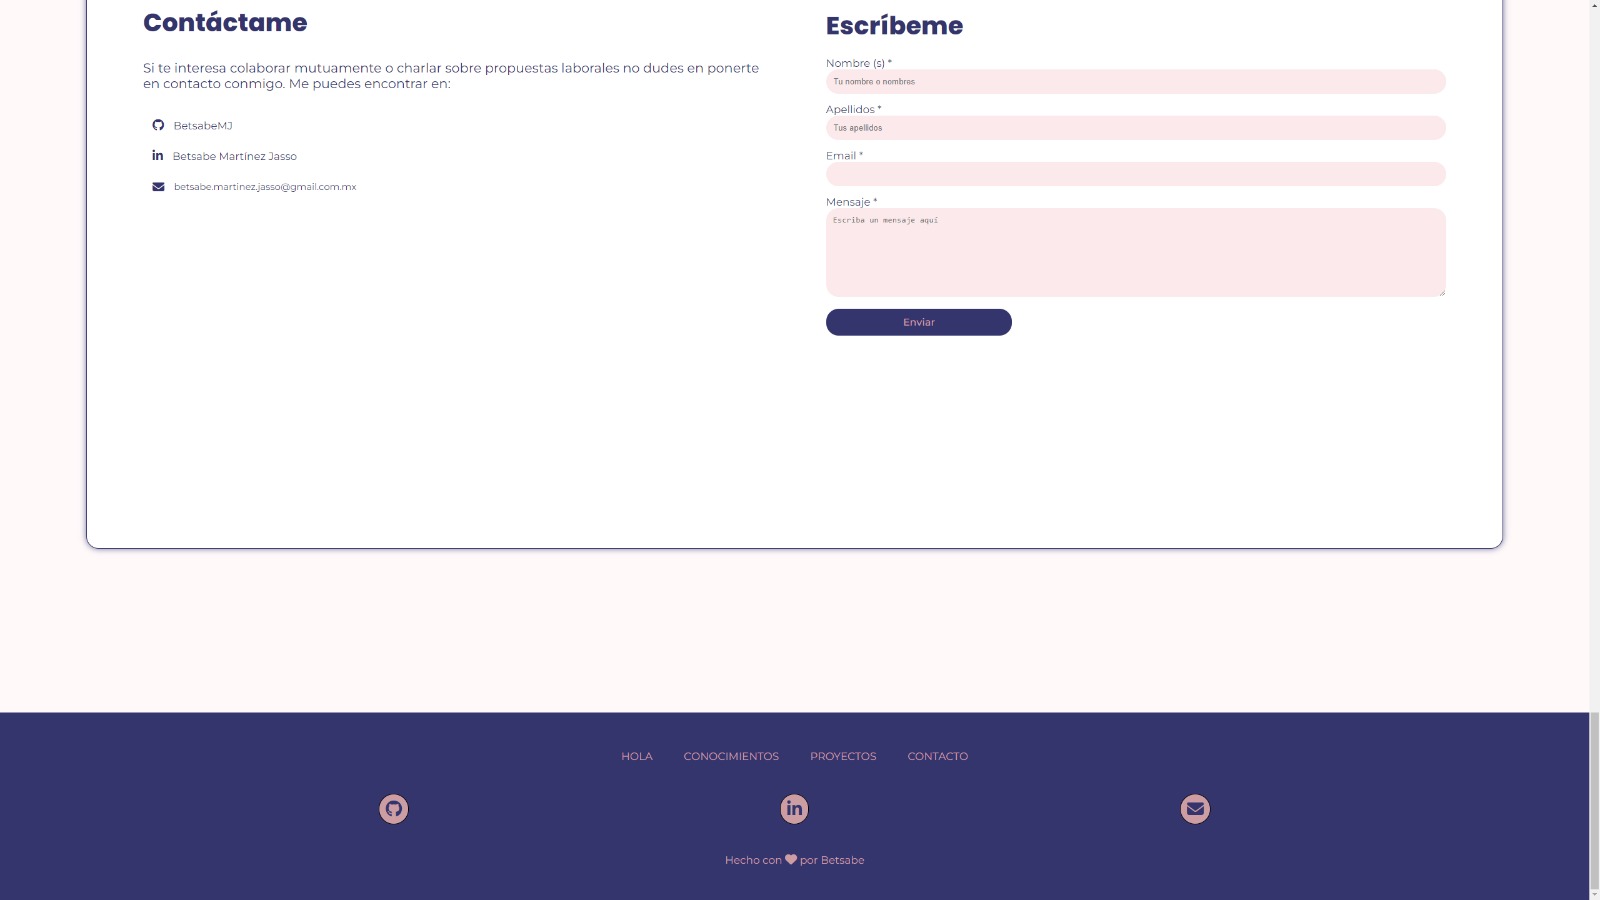 Contáctame
Si te interesa colaborar mutuamente o charlar sobre propuestas laborales no dudes en ponerte
en contacto conmigo. Me puedes encontrar en:
BetsabeMJ
Betsabe Martínez Jasso
betsabe.martinez.jasso@gmail.com.mx
Escríbeme
Nombre (s) *
Tu nombre o nombres
Apellidos *
Tus apellidos
Email *
Mensaje *
Escriba un mensaje aquí
Enviar
HOLA CONOCIMIENTOS PROYECTOS CONTACTO
Hecho con ❤ por Betsabe